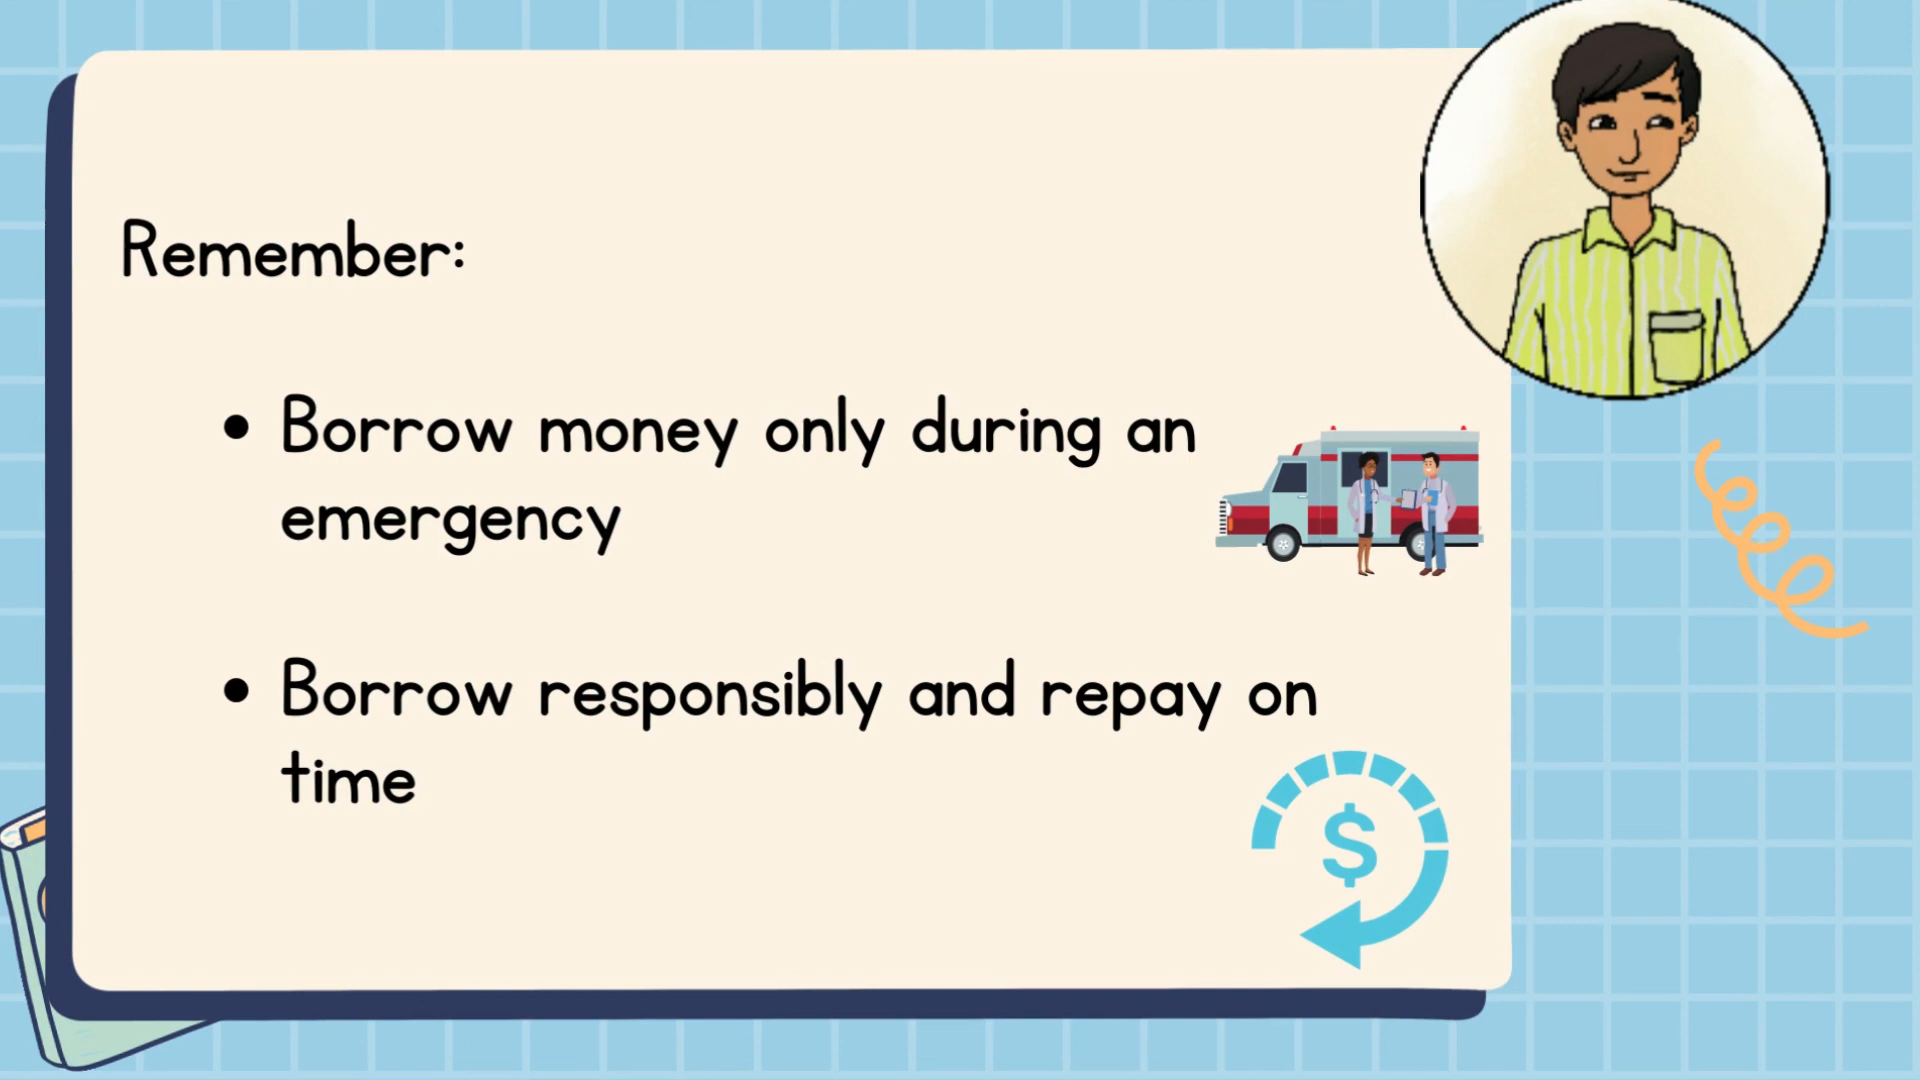 Remember:
• Borrow money only during an
emergency
• Borrow responsibly and repay on
time
$